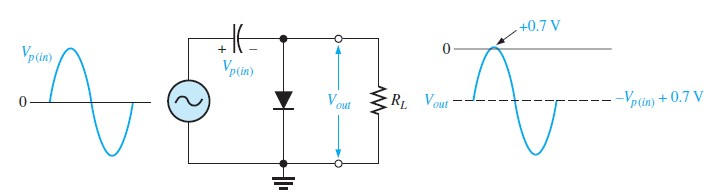 Vp(in)
0
+ –
Vp(in)
Vout
RL
+0.7 V
0
Vout
–Vp(in) + 0.7 V